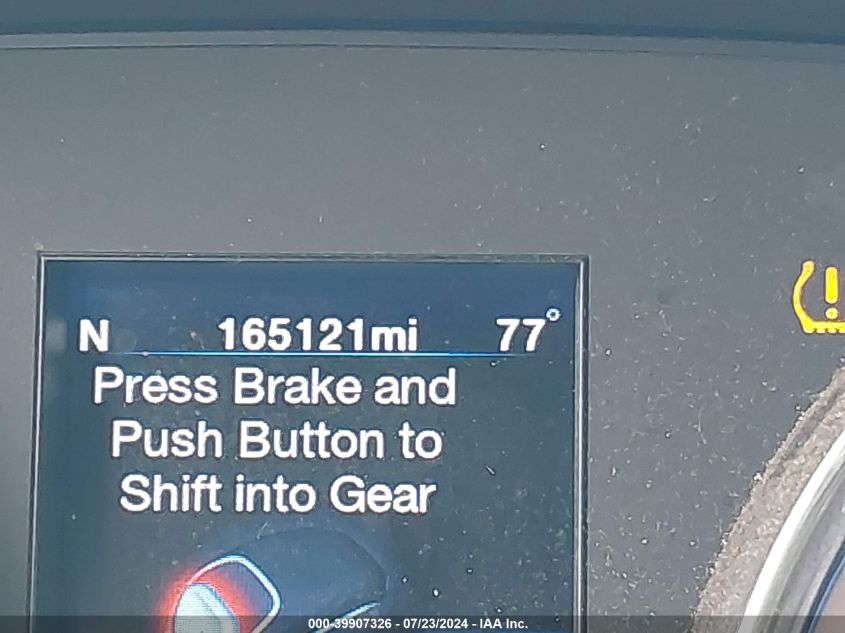 N 165121mi 77°
Press Brake and
Push Button to
Shift into Gear
000-39907326 - 07/23/2024 - IAA Inc.